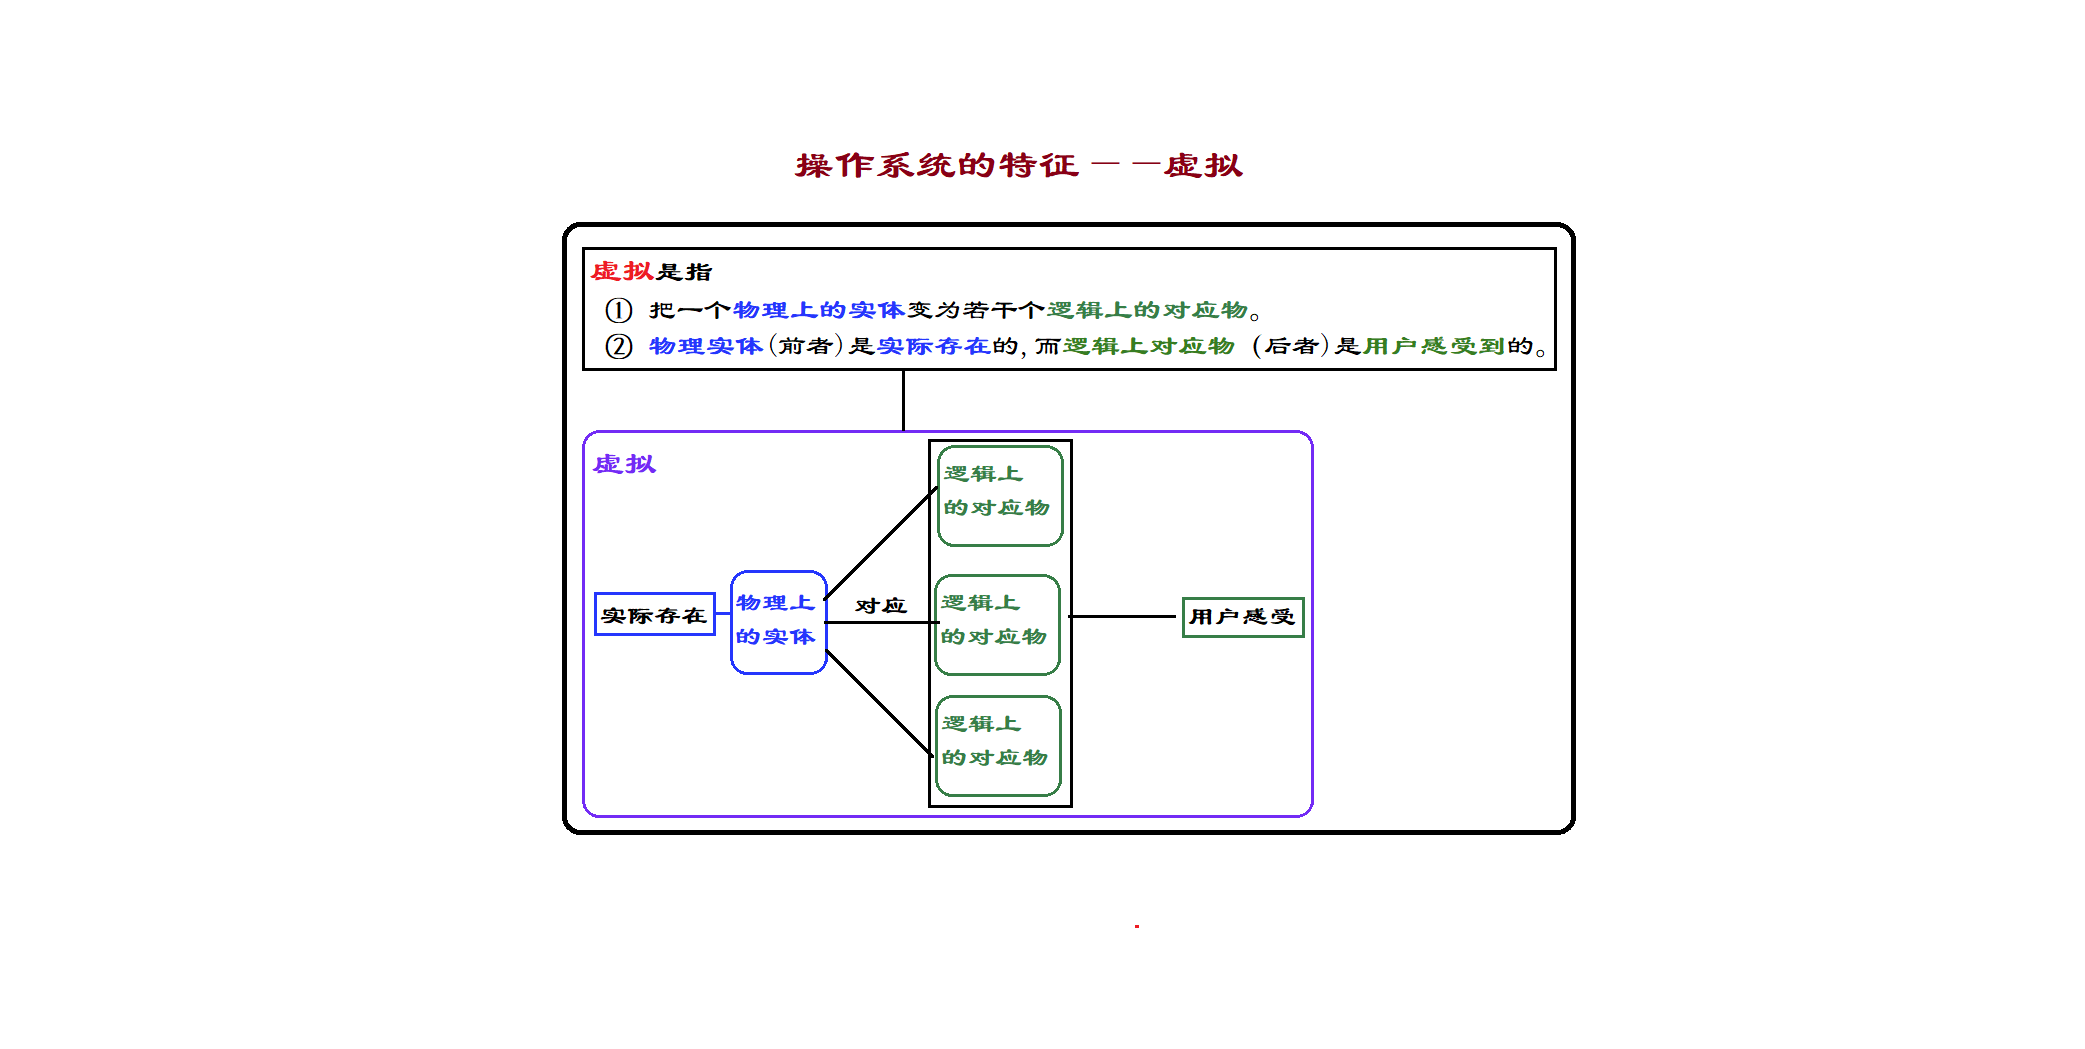 操作系统的特征——虚拟
虚拟是指
① 把一个物理上的实体变为若干个逻辑上的对应物。
② 物理实体(前者)是实际存在的,而逻辑上对应物 (后者)是用户感受到的。
虚拟
逻辑上
的对应物
实际存在
物理上
的实体
对应
逻辑上
的对应物
用户感受
逻辑上
的对应物